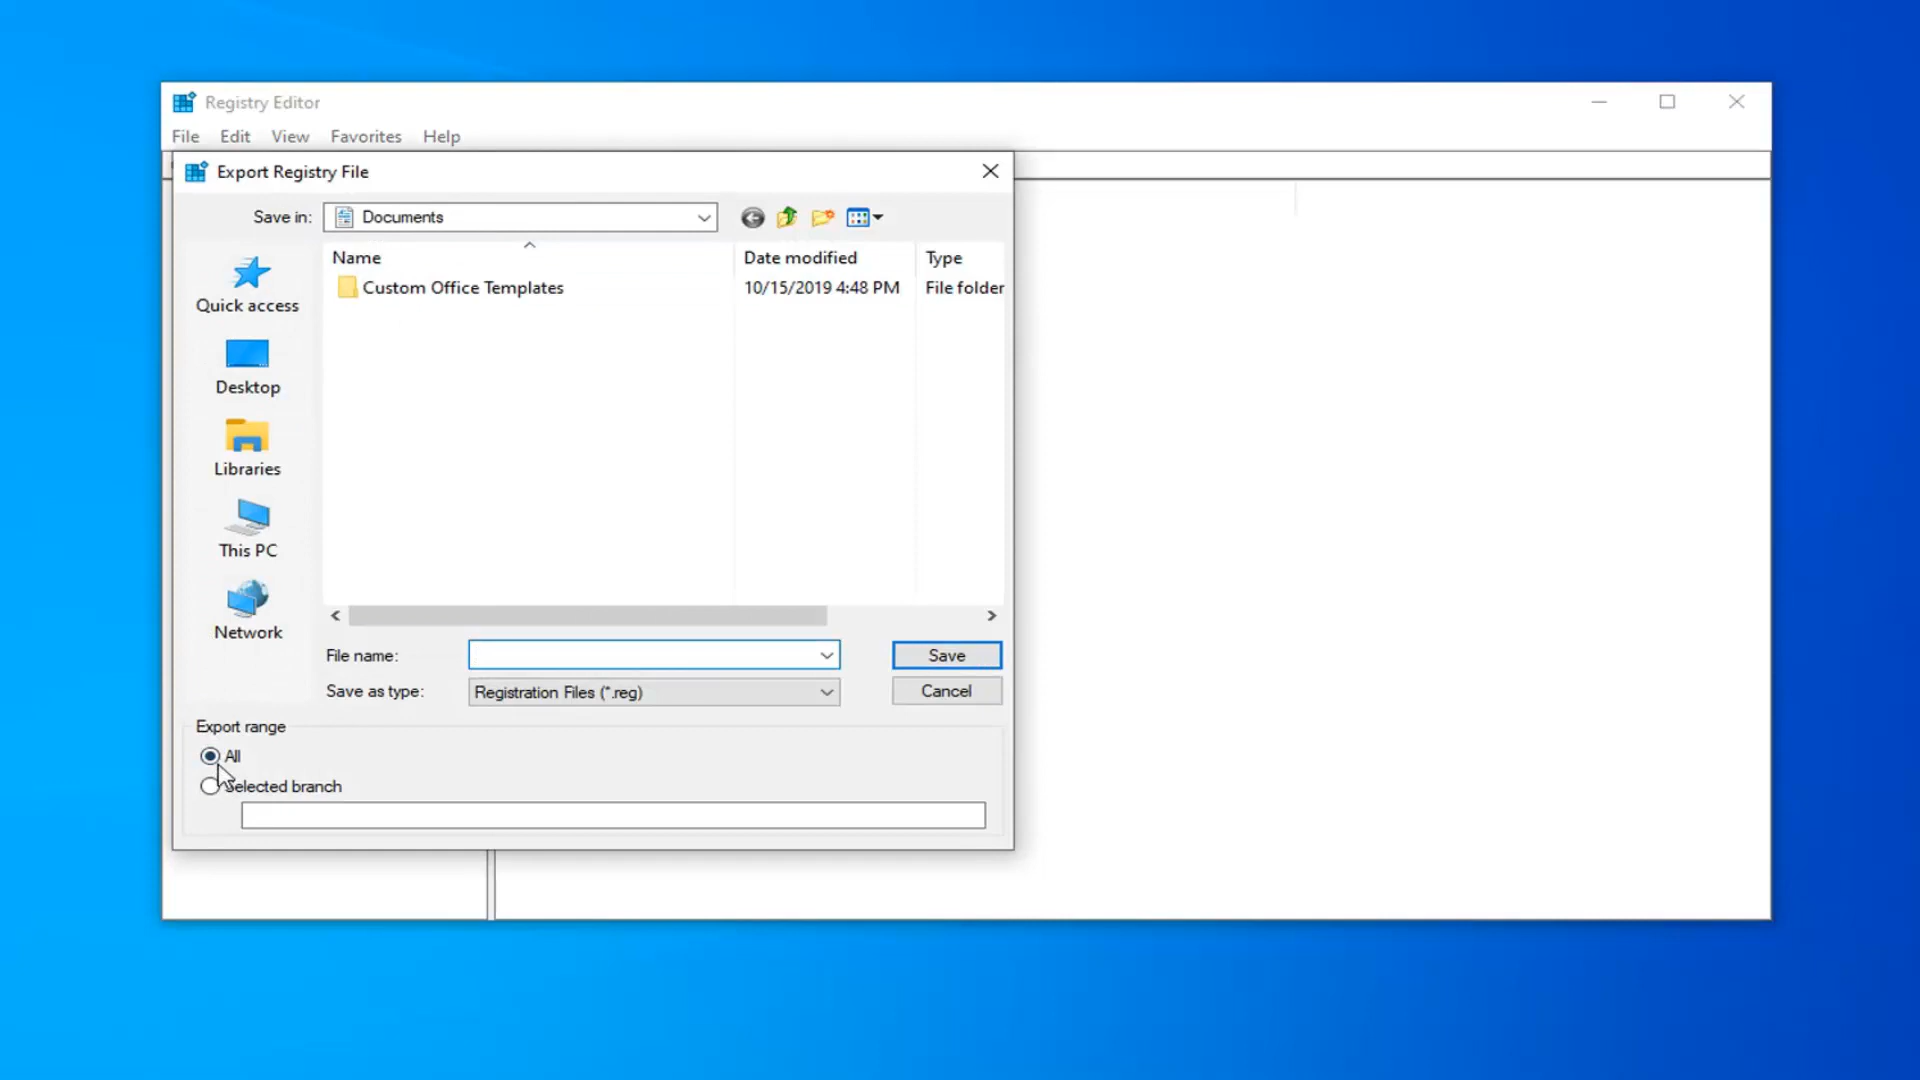 Registry Editor
File Edit View Favorites Help
Export Registry File
Save in: Documents
Name Date modified Type
Custom Office Templates 10/15/2019 4:48 PM File folder
Quick access
Desktop
Libraries
This PC
Network
File name: Save
Save as type: Registration Files (*.reg) Cancel
Export range
All
Selected branch